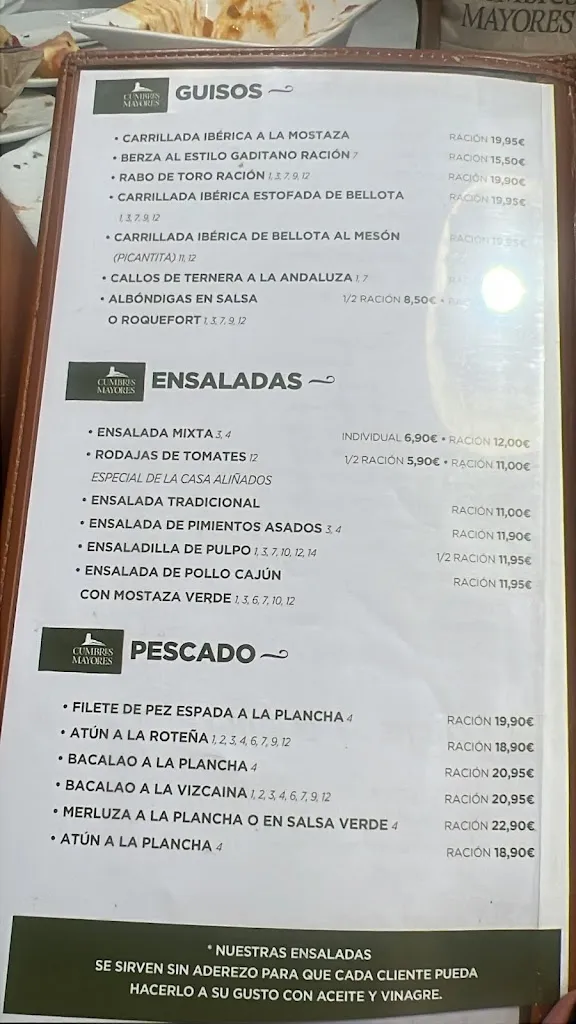 MAYORES
CUMBRES MAYORES GUISOS
• CARRILLADA IBÉRICA A LA MOSTAZA RACIÓN 19,95€
• BERZA AL ESTILO GADITANO RACIÓN 7 RACIÓN 15,50€
• RABO DE TORO RACIÓN 1, 3, 7, 9, 12 RACIÓN 19,90€
• CARRILLADA IBÉRICA ESTOFADA DE BELLOTA RACIÓN 19,95€
1, 3, 7, 9, 12
• CARRILLADA IBÉRICA DE BELLOTA AL MESÓN RACIÓN 19,95€
(PICANTITA) 11, 12
• CALLOS DE TERNERA A LA ANDALUZA 1, 7
• ALBÓNDIGAS EN SALSA 1/2 RACIÓN 8,50€ •
O ROQUEFORT 1, 3, 7, 9, 12
CUMBRES MAYORES ENSALADAS
• ENSALADA MIXTA 3, 4 INDIVIDUAL 6,90€ • RACIÓN 12,00€
• RODAJAS DE TOMATES 12 1/2 RACIÓN 5,90€ • RACIÓN 11,00€
ESPECIAL DE LA CASA ALIÑADOS
• ENSALADA TRADICIONAL RACIÓN 11,00€
• ENSALADA DE PIMIENTOS ASADOS 3, 4 RACIÓN 11,90€
• ENSALADILLA DE PULPO 1, 3, 7, 10, 12, 14 1/2 RACIÓN 11,95€
• ENSALADA DE POLLO CAJÚN RACIÓN 11,95€
CON MOSTAZA VERDE 1, 3, 6, 7, 10, 12
CUMBRES MAYORES PESCADO
• FILETE DE PEZ ESPADA A LA PLANCHA 4 RACIÓN 19,90€
• ATÚN A LA ROTEÑA 1, 2, 3, 4, 6, 7, 9, 12 RACIÓN 18,90€
• BACALAO A LA PLANCHA 4 RACIÓN 20,95€
• BACALAO A LA VIZCAINA 1, 2, 3, 4, 6, 7, 9, 12 RACIÓN 20,95€
• MERLUZA A LA PLANCHA O EN SALSA VERDE 4 RACIÓN 22,90€
• ATÚN A LA PLANCHA 4 RACIÓN 18,90€
* NUESTRAS ENSALADAS
SE SIRVEN SIN ADEREZO PARA QUE CADA CLIENTE PUEDA
HACERLO A SU GUSTO CON ACEITE Y VINAGRE.